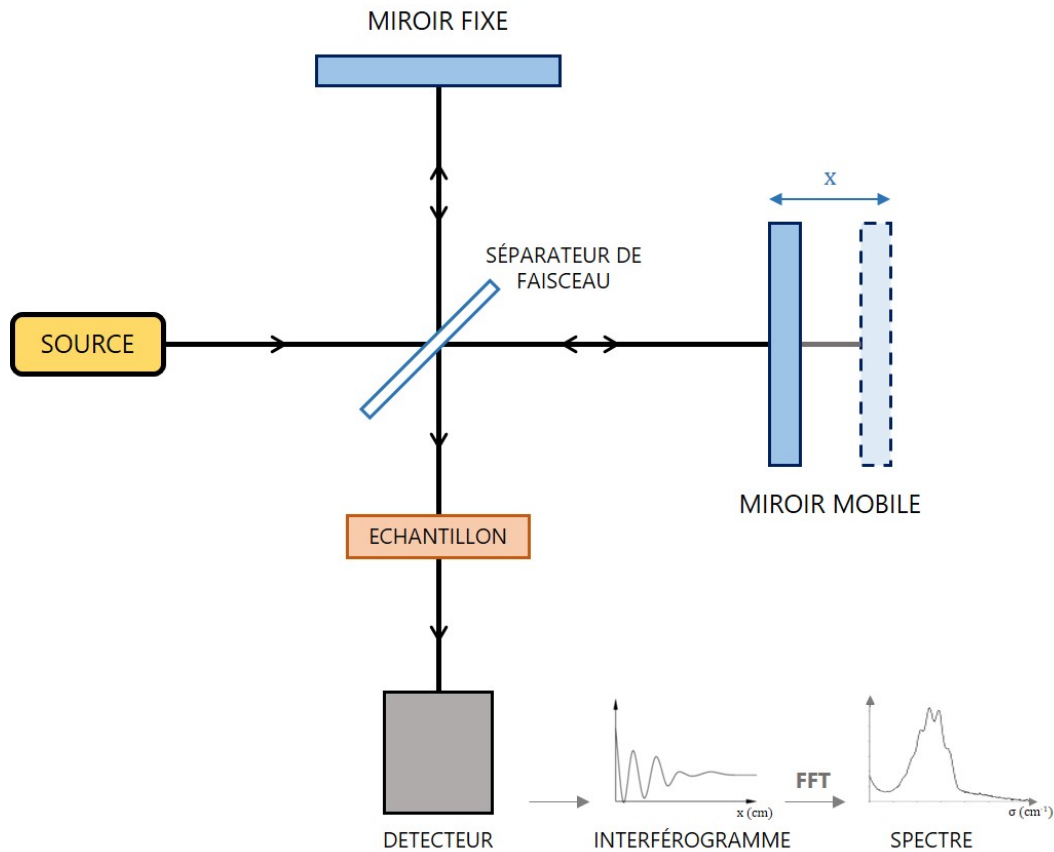 MIROIR FIXE
x
SÉPARATEUR DE
FAISCEAU
SOURCE
MIROIR MOBILE
ECHANTILLON
FFT
x (cm)
σ (cm⁻¹)
DETECTEUR
INTERFÉROGRAMME
SPECTRE